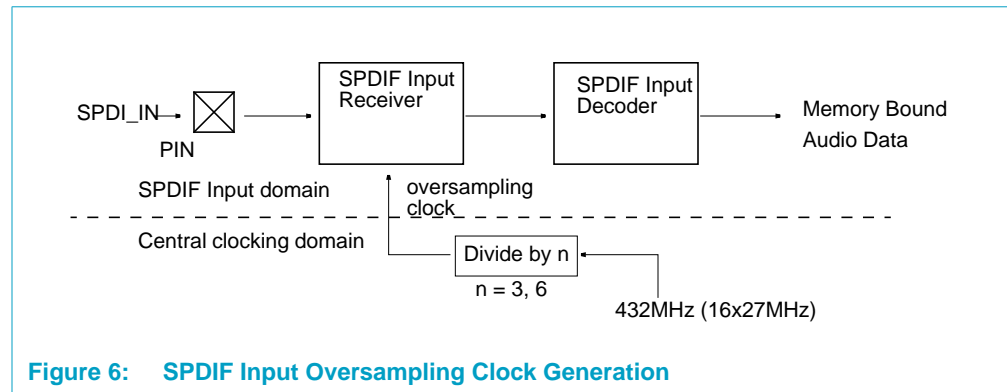 SPDIF Input
Receiver
SPDIF Input
Decoder
SPDI_IN
PIN
Memory Bound
Audio Data
SPDIF Input domain
oversampling
clock
Central clocking domain
Divide by n
n = 3, 6
432MHz (16x27MHz)
Figure 6: SPDIF Input Oversampling Clock Generation